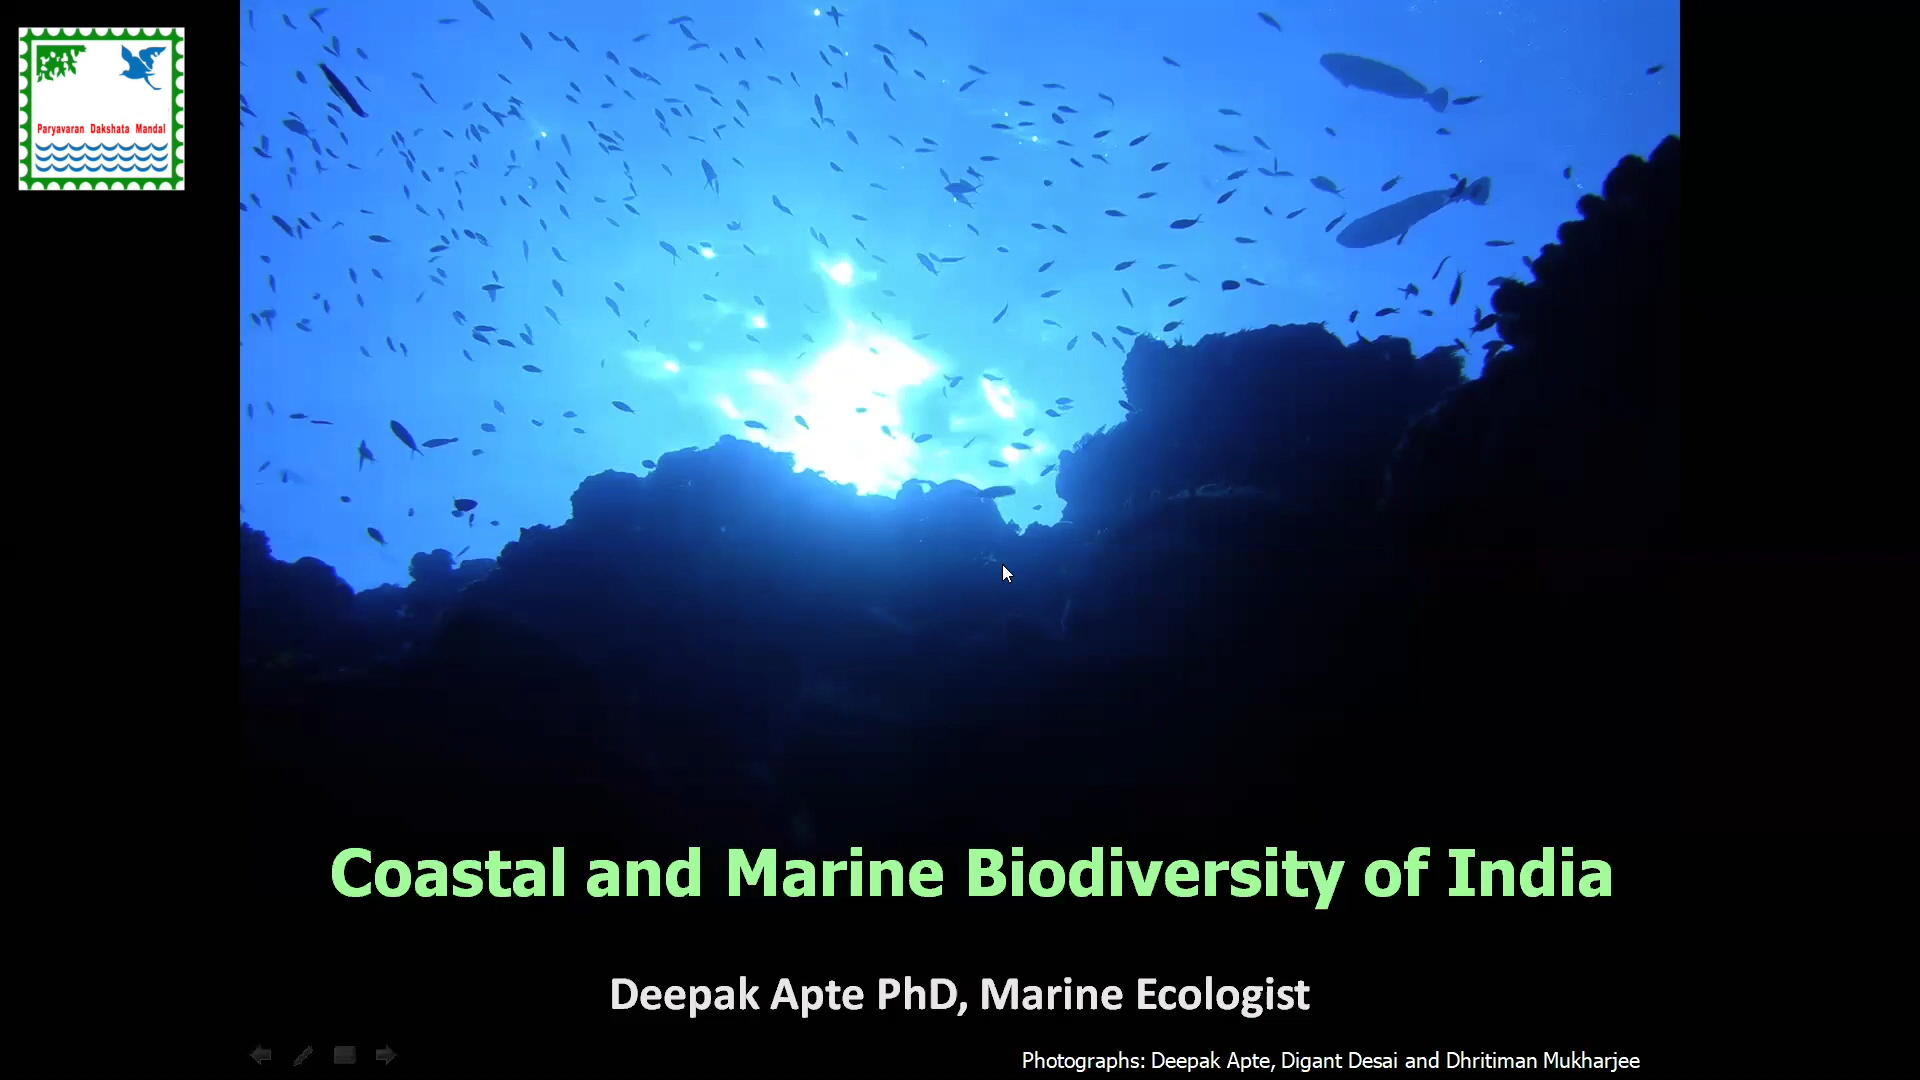 Paryavaran Dakshata Mandal
Coastal and Marine Biodiversity of India
Deepak Apte PhD, Marine Ecologist
Photographs: Deepak Apte, Digant Desai and Dhritiman Mukharjee